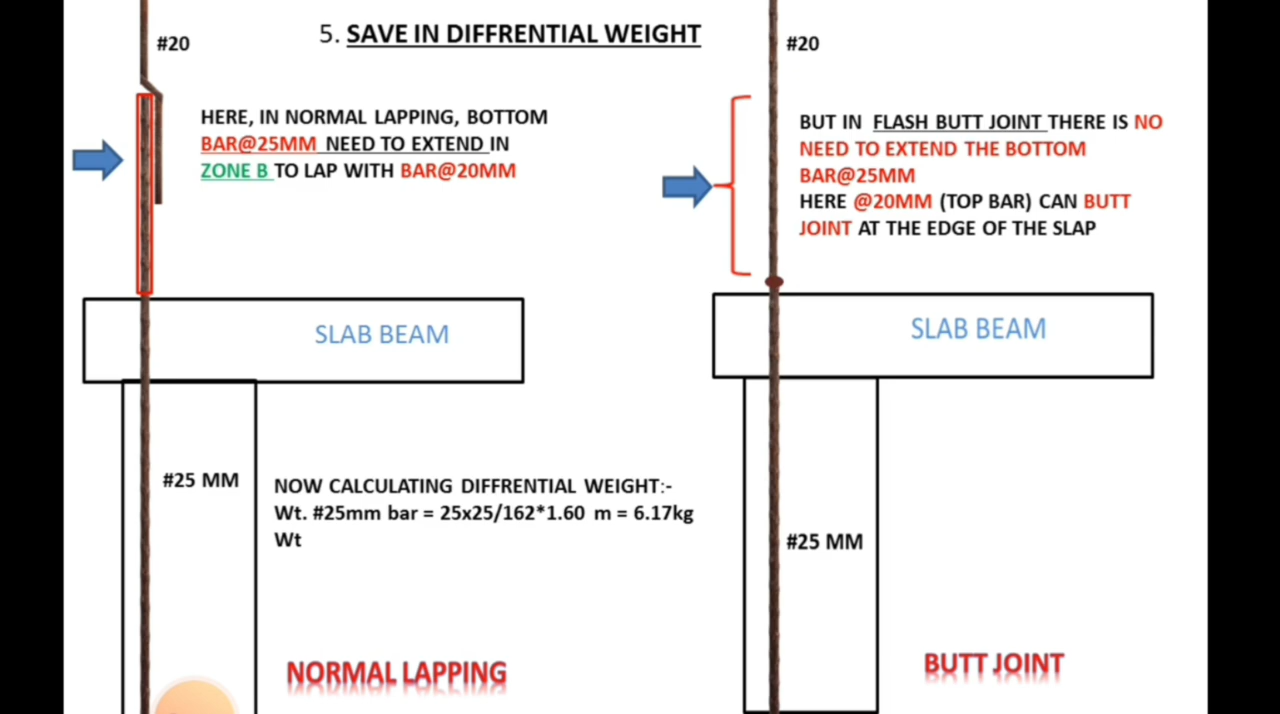 5. SAVE IN DIFFRENTIAL WEIGHT
#20
HERE, IN NORMAL LAPPING, BOTTOM
BAR@25MM NEED TO EXTEND IN
ZONE B TO LAP WITH BAR@20MM
SLAB BEAM
#25 MM
NOW CALCULATING DIFFRENTIAL WEIGHT:-
Wt. #25mm bar = 25x25/162*1.60 m = 6.17kg
Wt
NORMAL LAPPING
#20
BUT IN FLASH BUTT JOINT THERE IS NO
NEED TO EXTEND THE BOTTOM
BAR@25MM
HERE @20MM (TOP BAR) CAN BUTT
JOINT AT THE EDGE OF THE SLAP
SLAB BEAM
#25 MM
BUTT JOINT